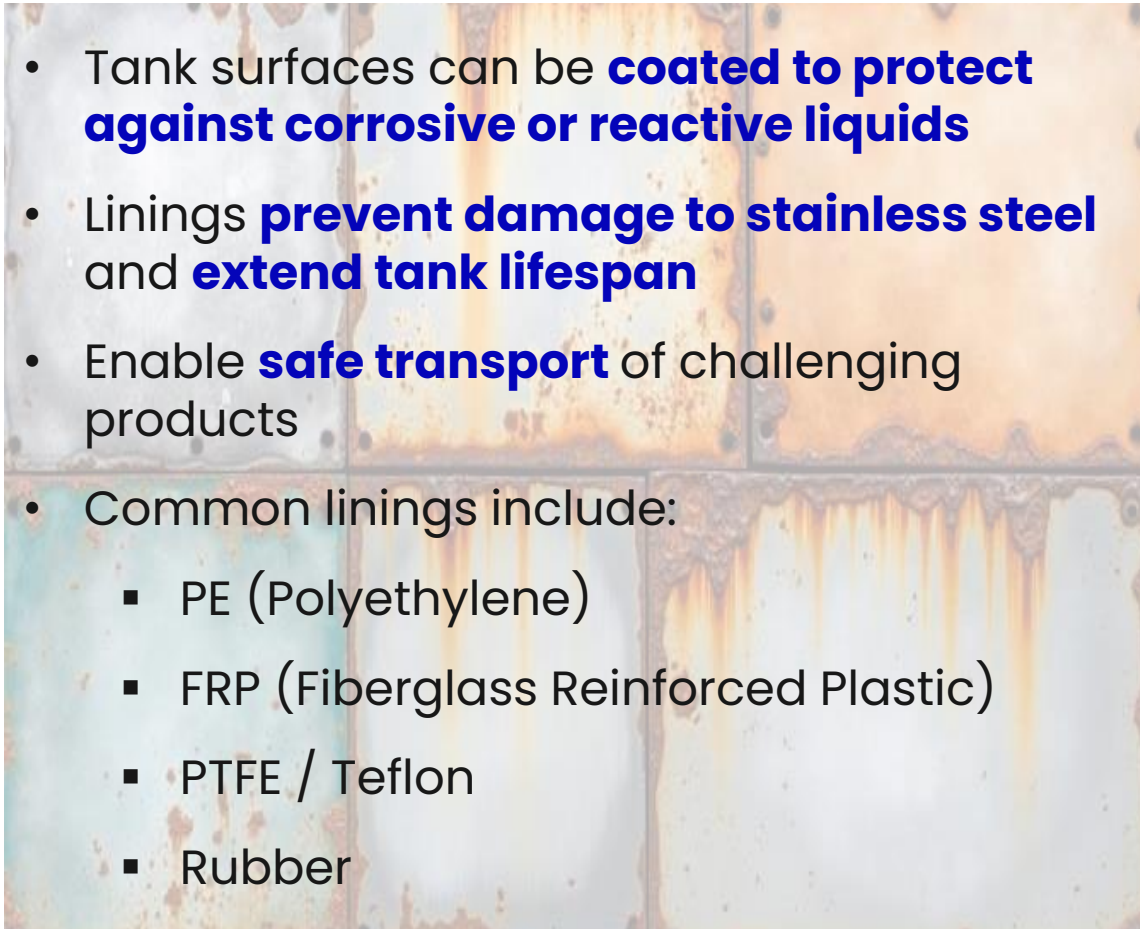 • Tank surfaces can be coated to protect
against corrosive or reactive liquids
• Linings prevent damage to stainless steel
and extend tank lifespan
• Enable safe transport of challenging
products
• Common linings include:
▪ PE (Polyethylene)
▪ FRP (Fiberglass Reinforced Plastic)
▪ PTFE / Teflon
▪ Rubber